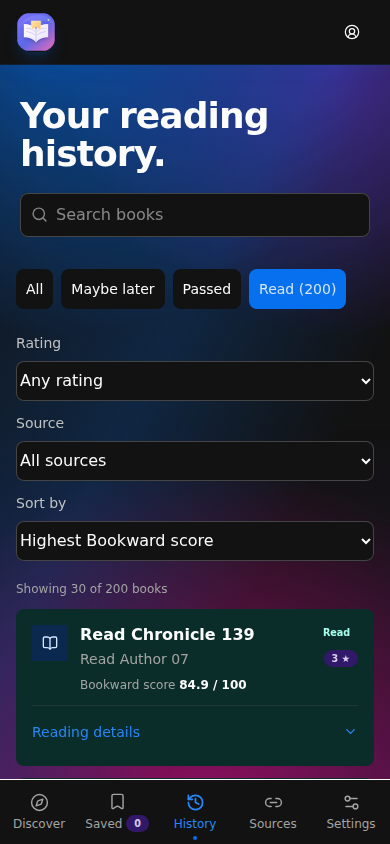 Your reading
history.
Search books
All
Maybe later
Passed
Read (200)
Rating
Any rating
Source
All sources
Sort by
Highest Bookward score
Showing 30 of 200 books
Read Chronicle 139
Read
Read Author 07
3 ★
Bookward score 84.9 / 100
Reading details
Discover
Saved 0
History
Sources
Settings